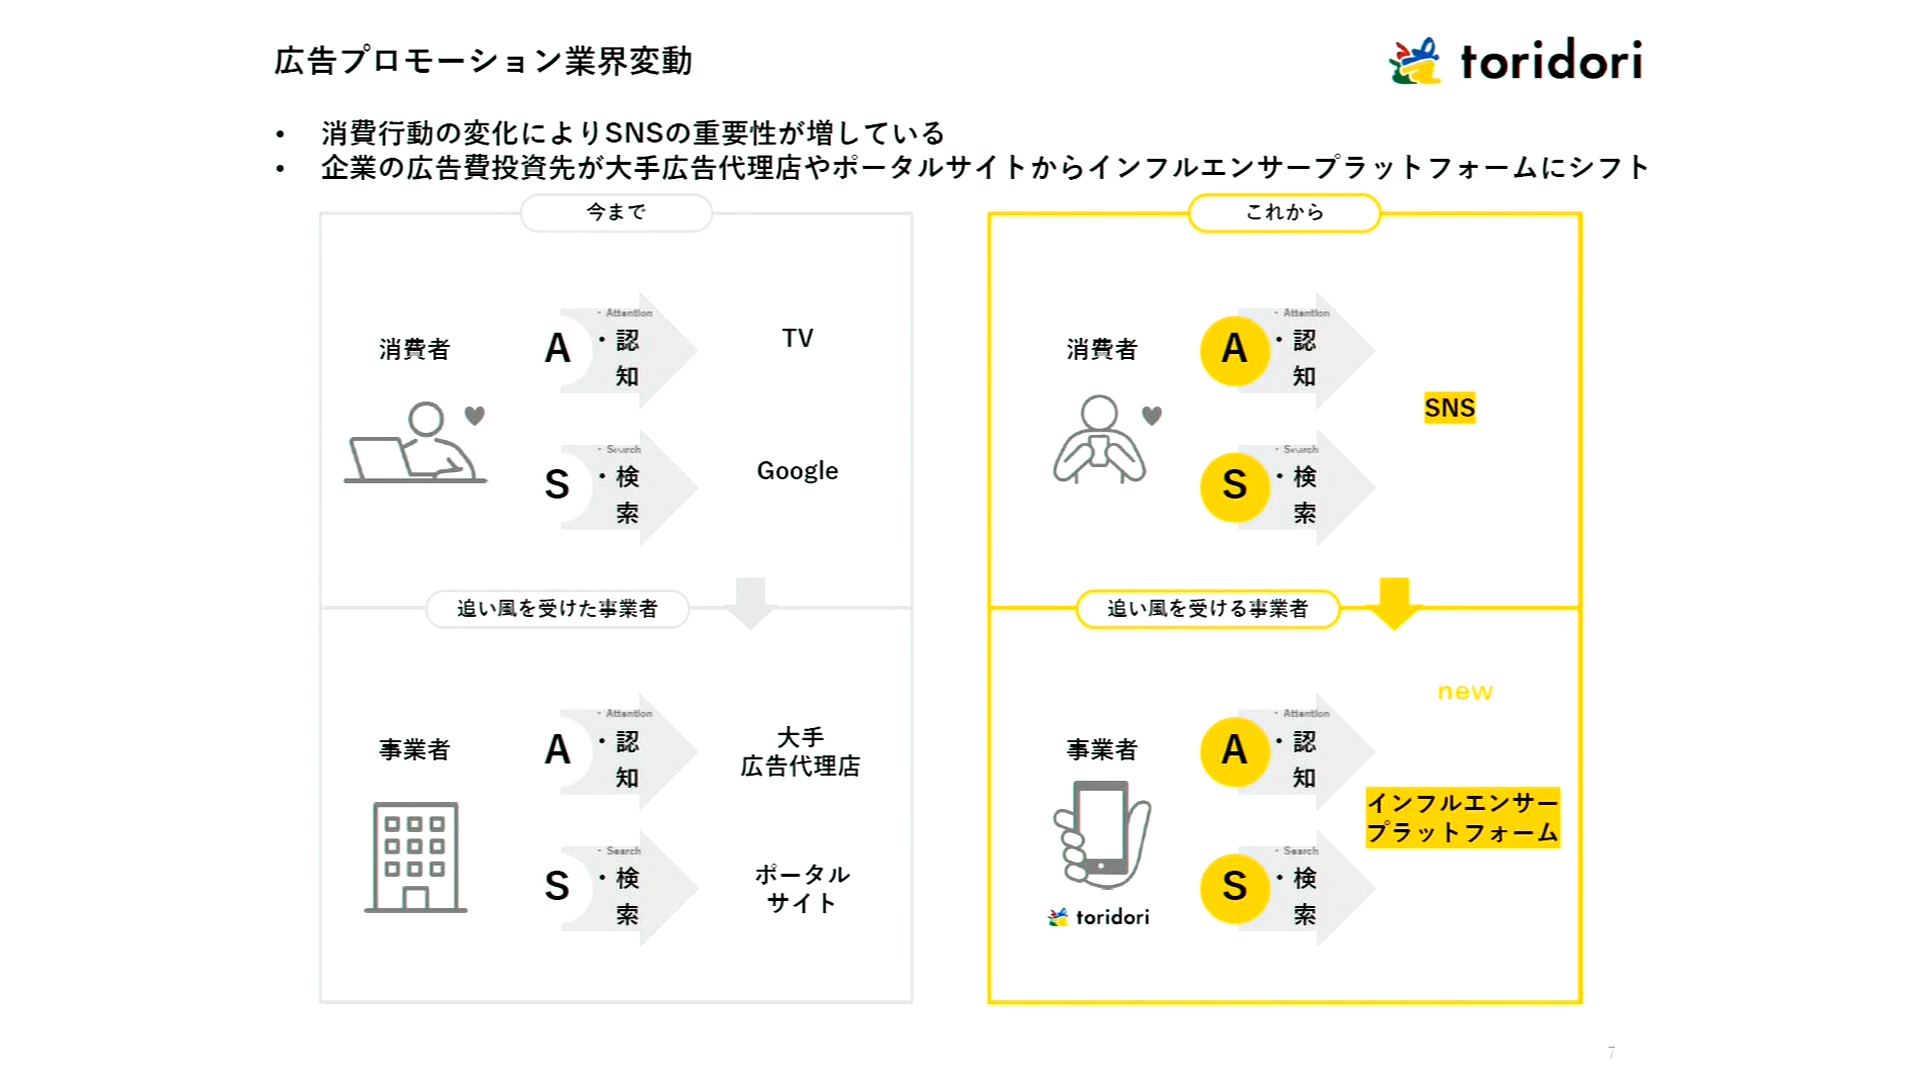 広告プロモーション業界変動
toridori
• 消費行動の変化によりSNSの重要性が増している
• 企業の広告費投資先が大手広告代理店やポータルサイトからインフルエンサープラットフォームにシフト
今まで
消費者
A
・Attention
・認
知
TV
S
・Search
・検
索
Google
追い風を受けた事業者
事業者
A
・Attention
・認
知
大手
広告代理店
S
・Search
・検
索
ポータル
サイト
これから
消費者
A
・Attention
・認
知
SNS
S
・Search
・検
索
追い風を受ける事業者
new
事業者
A
・Attention
・認
知
インフルエンサー
プラットフォーム
S
・Search
・検
索
toridori
7